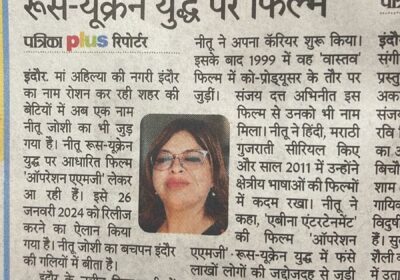 रूस-यूक्रेन युद्ध पर फिल्म
पत्रिका plus रिपोर्टर
इंदौर. मां अहिल्या की नगरी इंदौर
का नाम रोशन कर रही शहर की
बेटियों में अब एक नाम
नीतू जोशी का भी जुड़
गया है। नीतू रूस-यूक्रेन
युद्ध पर आधारित फिल्म
'ऑपरेशन एएमजी' लेकर
आ रही हैं। इसे 26
जनवरी 2024 को रिलीज
करने का ऐलान किया
गया है। नीतू जोशी का बचपन इंदौर
की गलियों में बीता है।
नीतू ने अपना कॅरियर शुरू किया।
इसके बाद 1999 में वह 'वास्तव'
फिल्म में को-प्रोड्यूसर के तौर पर
जुड़ीं।
संजय दत्त अभिनीत इस
फिल्म से उनको भी नाम
मिला। नीतू ने हिंदी, मराठी
गुजराती सीरियल किए
और साल 2011 में उन्होंने
क्षेत्रीय भाषाओं की फिल्मों
में कदम रखा। नीतू ने
कहा, 'एबीना एंटरटेनमेंट'
की फिल्म 'ऑपरेशन
एएमजी'-रूस-यूक्रेन युद्ध में फंसे
लाखों लोगों की जद्दोजहद से जुड़ी